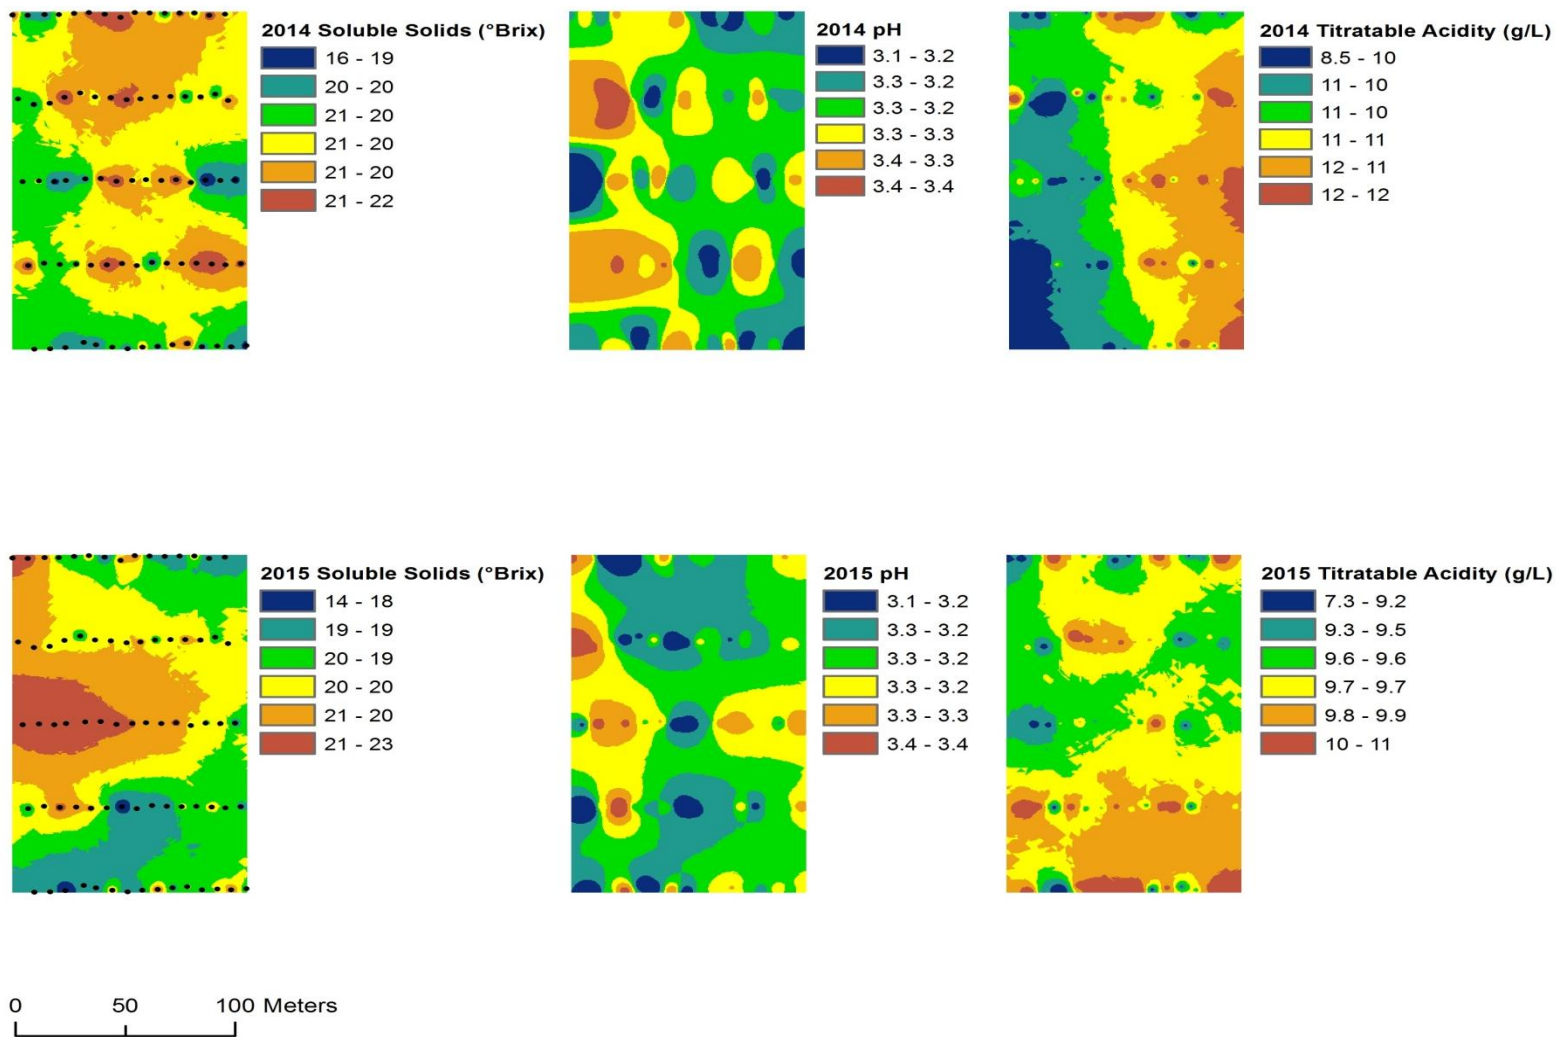 2014 Soluble Solids (°Brix)
16 - 19
20 - 20
21 - 20
21 - 20
21 - 20
21 - 22
2014 pH
3.1 - 3.2
3.3 - 3.2
3.3 - 3.2
3.3 - 3.3
3.4 - 3.3
3.4 - 3.4
2014 Titratable Acidity (g/L)
8.5 - 10
11 - 10
11 - 10
11 - 11
12 - 11
12 - 12
2015 Soluble Solids (°Brix)
14 - 18
19 - 19
20 - 19
20 - 20
21 - 20
21 - 23
2015 pH
3.1 - 3.2
3.3 - 3.2
3.3 - 3.2
3.3 - 3.2
3.3 - 3.3
3.4 - 3.4
2015 Titratable Acidity (g/L)
7.3 - 9.2
9.3 - 9.5
9.6 - 9.6
9.7 - 9.7
9.8 - 9.9
10 - 11
0 50 100 Meters